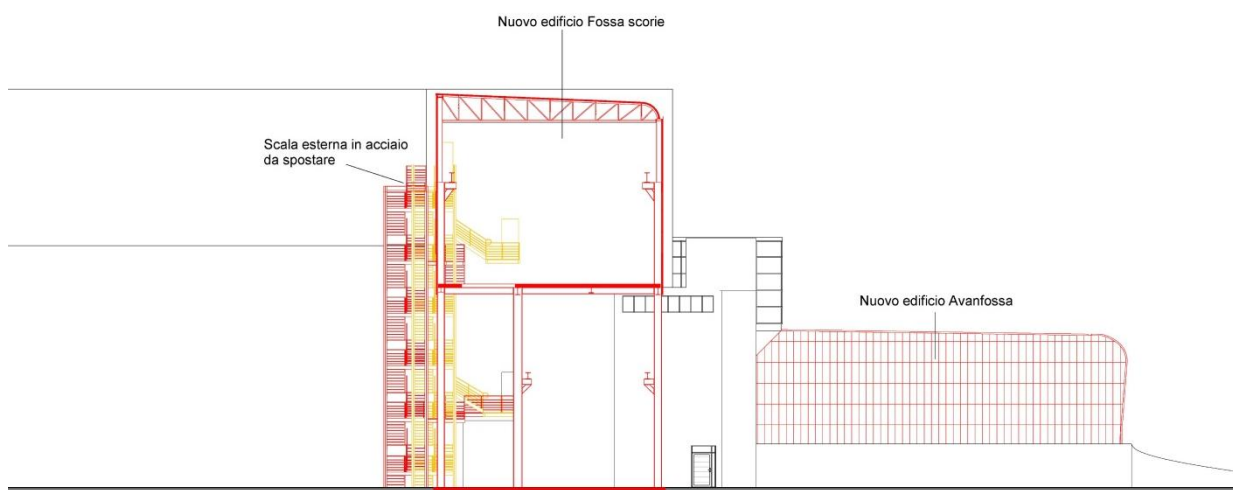 Nuovo edificio Fossa scorie
Scala esterna in acciaio
da spostare
Nuovo edificio Avanfossa